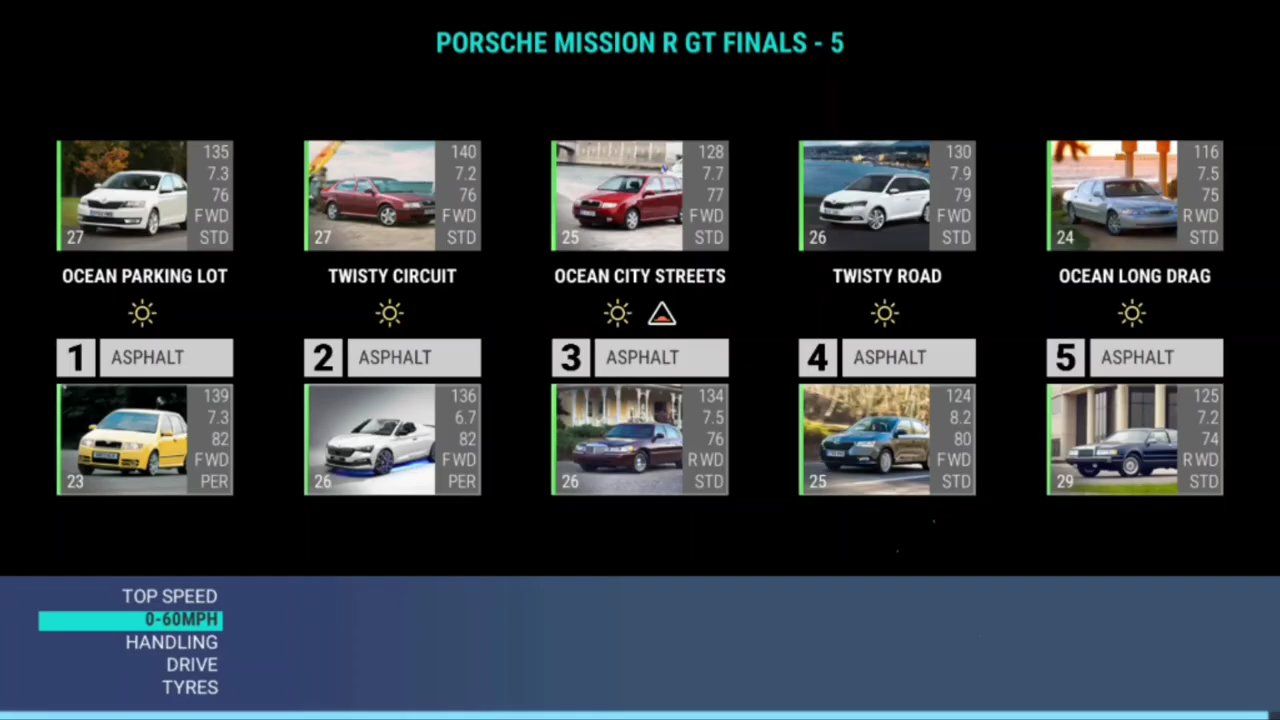 PORSCHE MISSION R GT FINALS - 5
135
7.3
76
FWD
STD
27
140
7.2
76
FWD
STD
27
128
7.7
77
FWD
STD
25
130
7.9
79
FWD
STD
26
116
7.5
75
RWD
STD
24
OCEAN PARKING LOT
TWISTY CIRCUIT
OCEAN CITY STREETS
TWISTY ROAD
OCEAN LONG DRAG
1 ASPHALT
2 ASPHALT
3 ASPHALT
4 ASPHALT
5 ASPHALT
139
7.3
82
FWD
PER
23
136
6.7
82
FWD
PER
26
134
7.5
76
RWD
STD
26
124
8.2
80
FWD
STD
25
125
7.2
74
RWD
STD
29
TOP SPEED
0-60MPH
HANDLING
DRIVE
TYRES